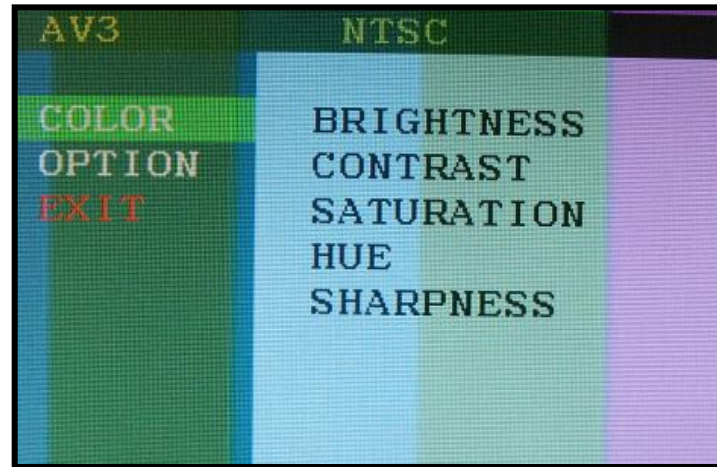 AV3 NTSC
COLOR
OPTION
EXIT
BRIGHTNESS
CONTRAST
SATURATION
HUE
SHARPNESS